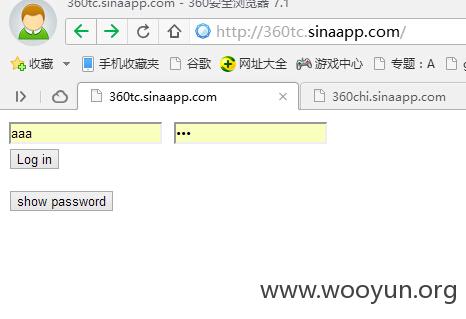 360tc.sinaapp.com - 360安全浏览器 7.1
http://360tc.sinaapp.com/
收藏 手机收藏夹 谷歌 网址大全 游戏中心 专题：A g
360tc.sinaapp.com × 360chi.sinaapp.com
aaa •••
Log in
show password
www.wooyun.org